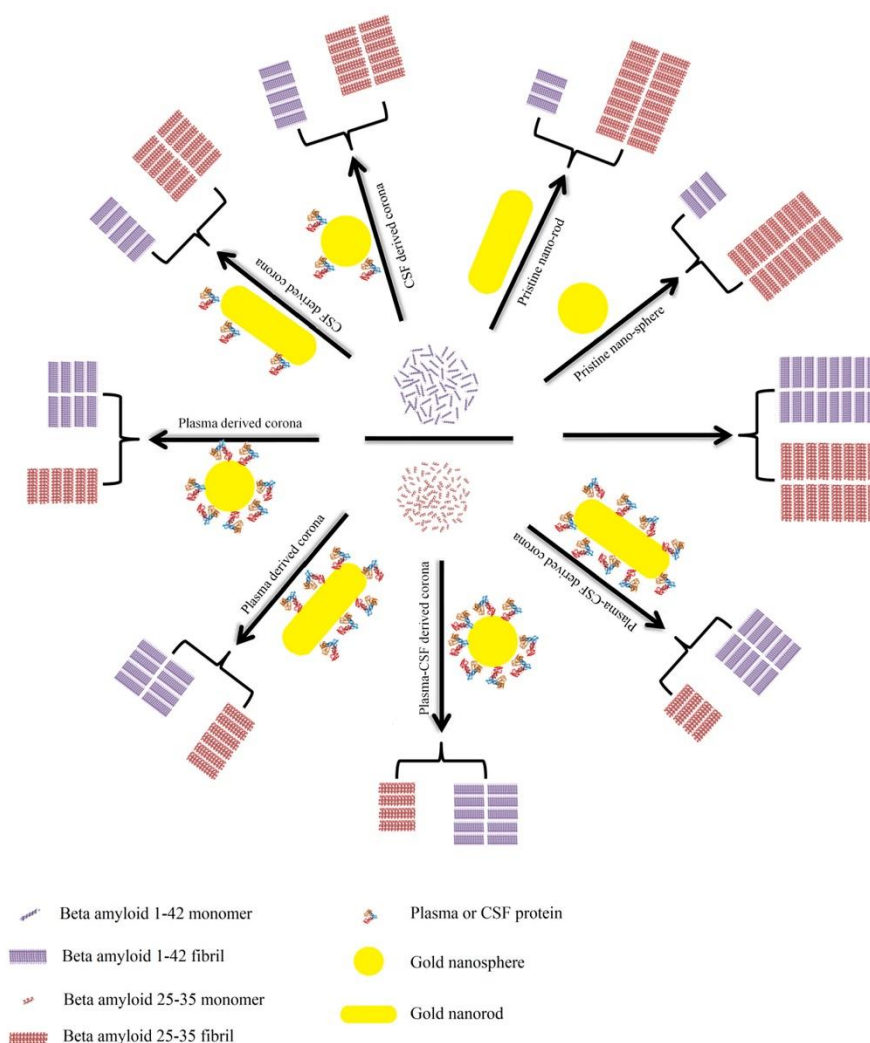 CSF derived corona
CSF derived corona
Pristine nano-rod
Pristine nano-sphere
Plasma derived corona
Plasma derived corona
Plasma-CSF derived corona
Plasma-CSF derived corona
Beta amyloid 1-42 monomer
Beta amyloid 1-42 fibril
Beta amyloid 25-35 monomer
Beta amyloid 25-35 fibril
Plasma or CSF protein
Gold nanosphere
Gold nanorod